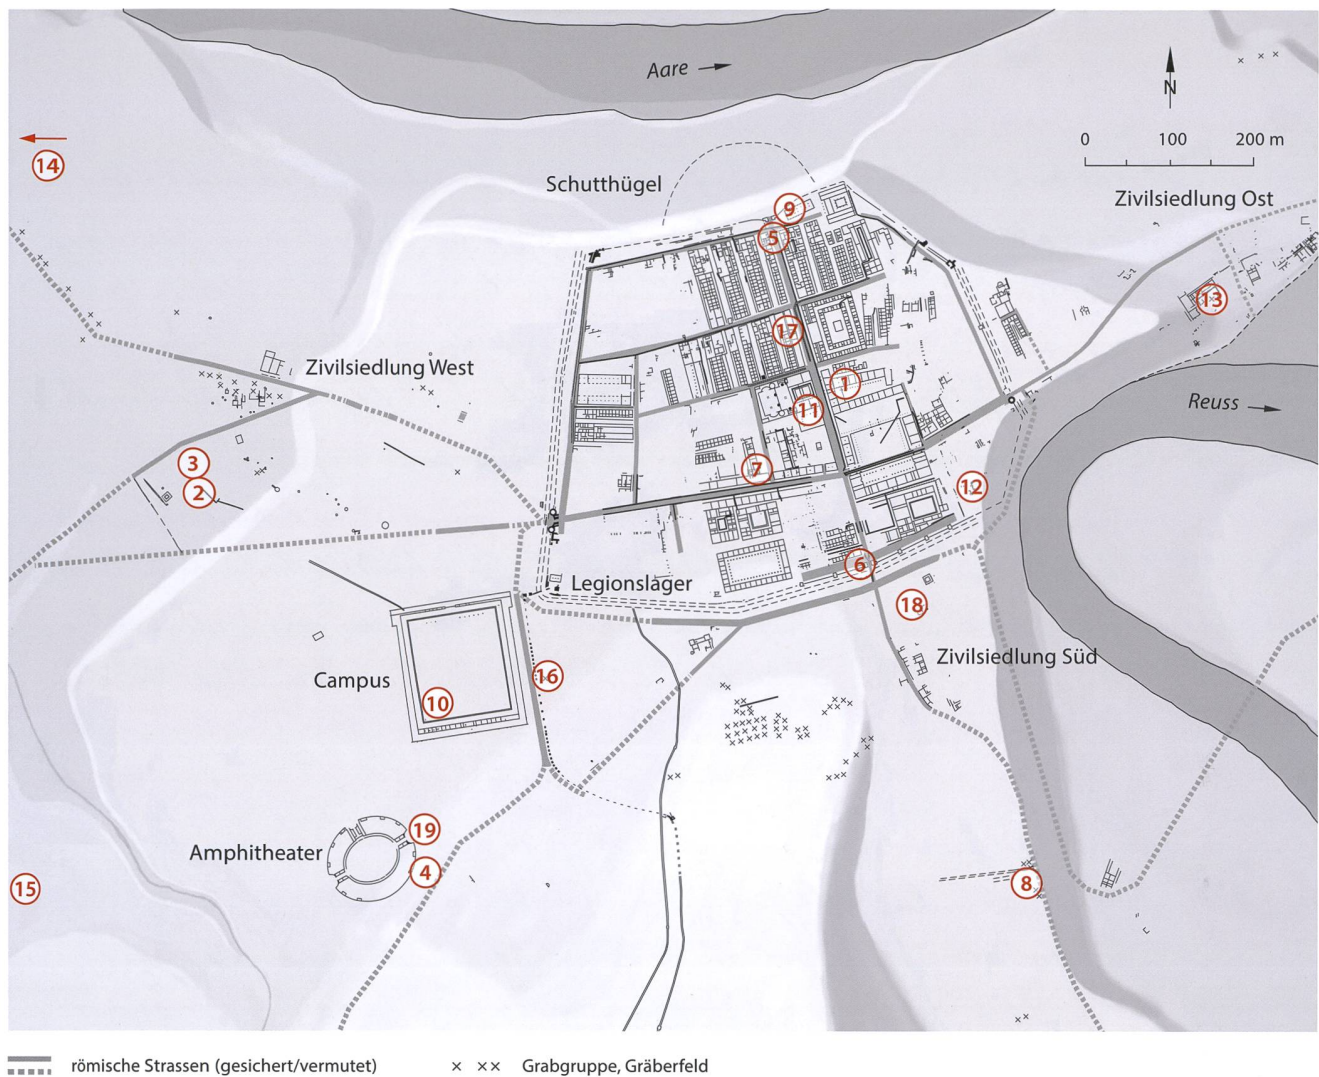 Aare
N
0 100 200 m
14
Schutthügel
Zivilsiedlung Ost
9
5
13
17
Zivilsiedlung West
1
11
Reuss
3
2
7
12
6
Legionslager
18
Zivilsiedlung Süd
16
Campus
10
19
Amphitheater
4
15
8
römische Strassen (gesichert/vermutet)
Grabgruppe, Gräberfeld